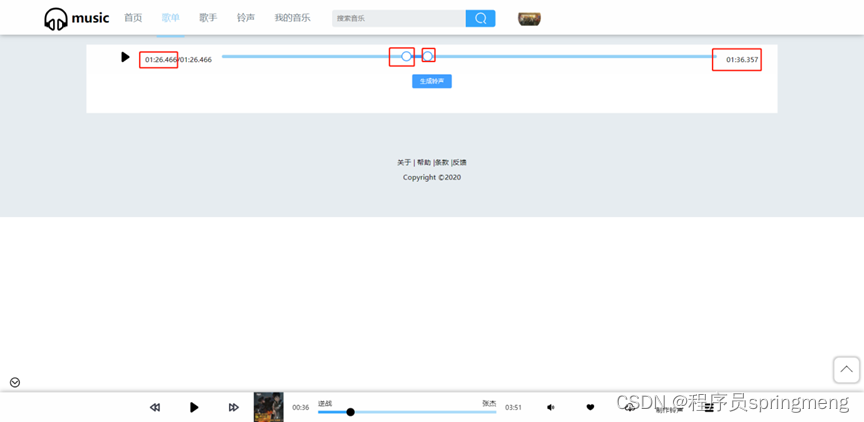 music 首页 歌单 歌手 铃声 我的音乐 搜索音乐
01:26.466/01:26.466 01:36.357
生成铃声
关于 | 帮助 |条款 |反馈
Copyright ©2020
逆战 张杰
00:36 03:51 制作铃声
CSDN @程序员springmeng